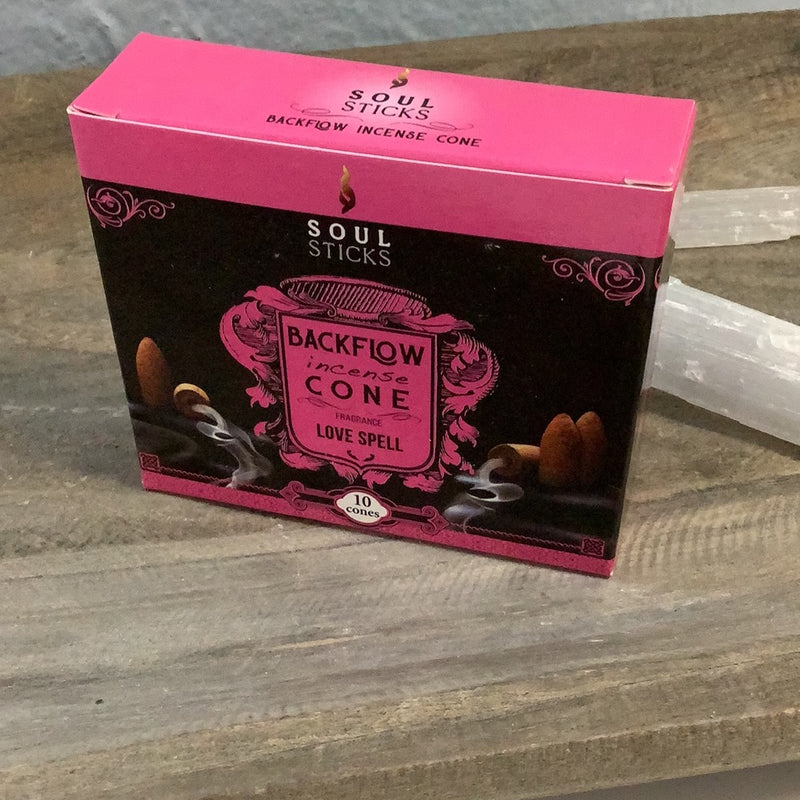 SOUL
STICKS
BACKFLOW INCENSE CONE
SOUL
STICKS
BACKFLOW
incense
CONE
FRAGRANCE
LOVE SPELL
10
cones